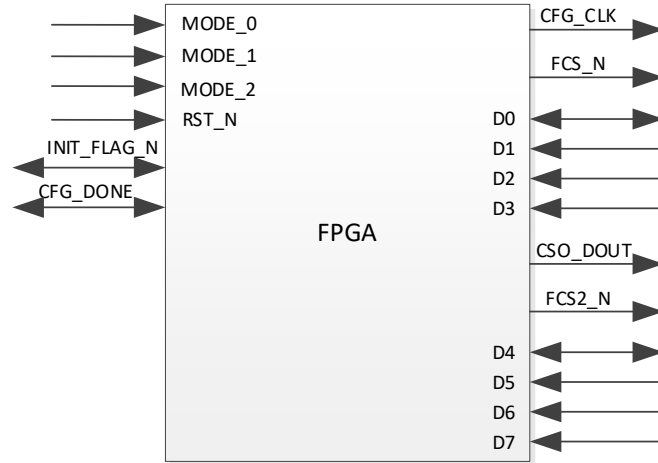 MODE_0
MODE_1
MODE_2
RST_N
INIT_FLAG_N
CFG_DONE
FPGA
CFG_CLK
FCS_N
D0
D1
D2
D3
CSO_DOUT
FCS2_N
D4
D5
D6
D7